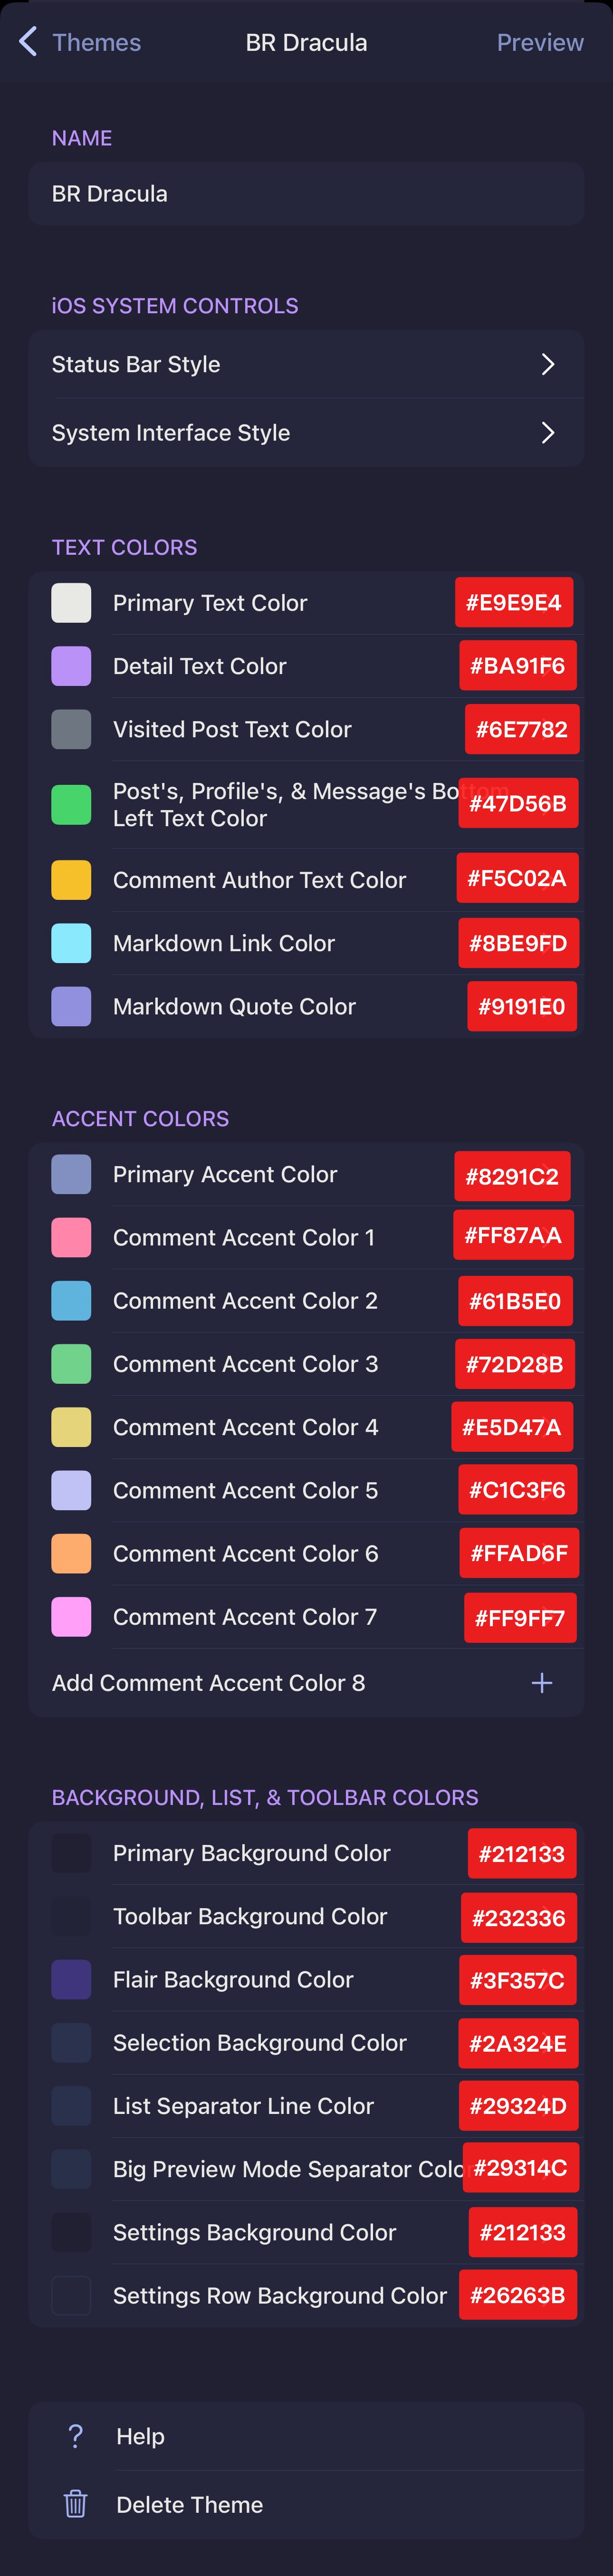 Themes
BR Dracula
Preview
NAME
BR Dracula
iOS SYSTEM CONTROLS
Status Bar Style
System Interface Style
TEXT COLORS
Primary Text Color #E9E9E4
Detail Text Color #BA91F6
Visited Post Text Color #6E7782
Post's, Profile's, & Message's Bottom
Left Text Color
#47D56B
Comment Author Text Color #F5C02A
Markdown Link Color #8BE9FD
Markdown Quote Color #9191E0
ACCENT COLORS
Primary Accent Color #8291C2
Comment Accent Color 1 #FF87AA
Comment Accent Color 2 #61B5E0
Comment Accent Color 3 #72D28B
Comment Accent Color 4 #E5D47A
Comment Accent Color 5 #C1C3F6
Comment Accent Color 6 #FFAD6F
Comment Accent Color 7 #FF9FF7
Add Comment Accent Color 8 +
BACKGROUND, LIST, & TOOLBAR COLORS
Primary Background Color #212133
Toolbar Background Color #232336
Flair Background Color #3F357C
Selection Background Color #2A324E
List Separator Line Color #29324D
Big Preview Mode Separator Color #29314C
Settings Background Color #212133
Settings Row Background Color #26263B
? Help
Delete Theme